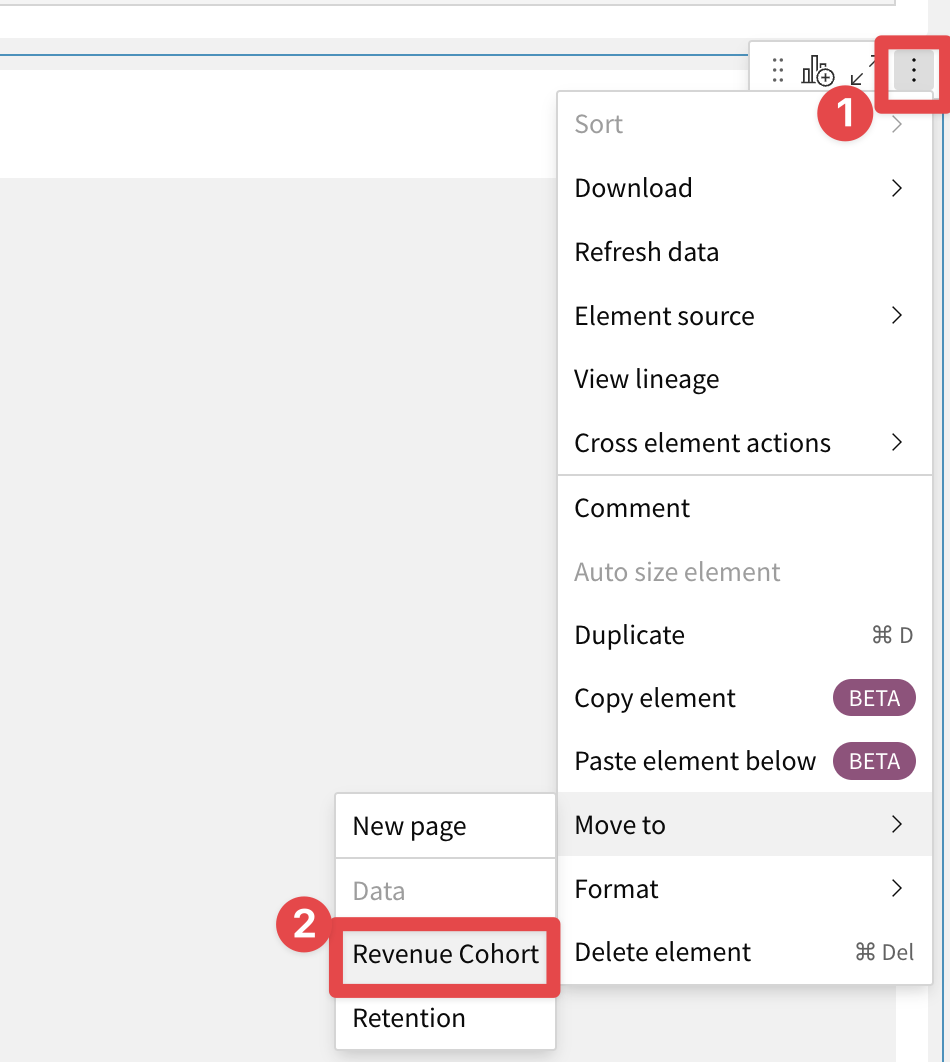 1
Sort
Download
Refresh data
Element source
View lineage
Cross element actions
Comment
Auto size element
Duplicate ⌘ D
Copy element BETA
Paste element below BETA
Move to
Format
Delete element ⌘ Del
New page
Data
2 Revenue Cohort
Retention